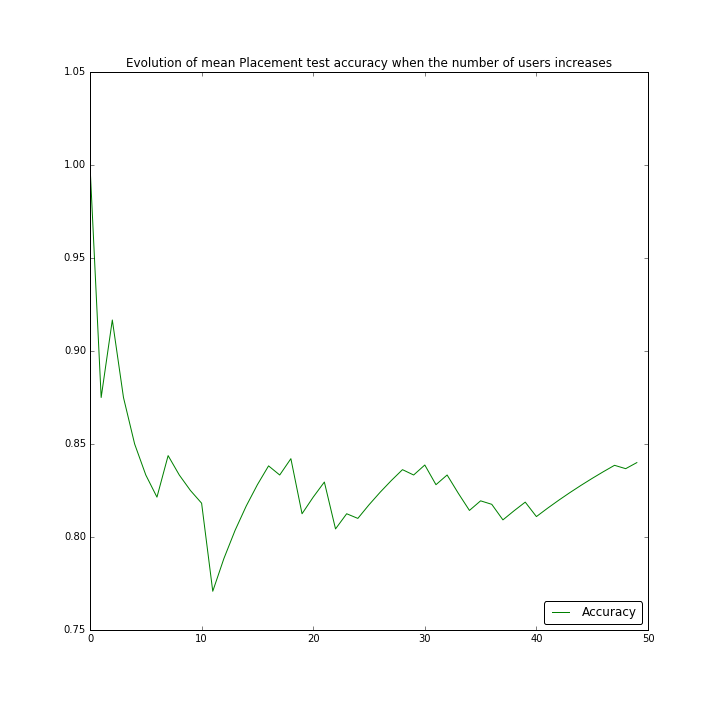 Evolution of mean Placement test accuracy when the number of users increases
1.05
1.00
0.95
0.90
0.85
0.80
0.75
0 10 20 30 40 50
Accuracy